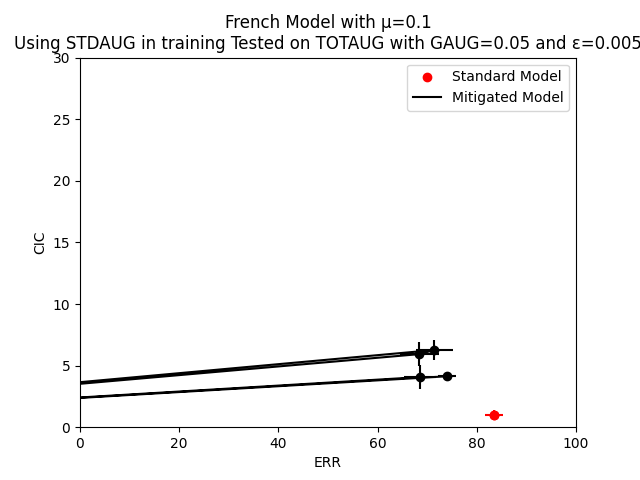 French Model with μ=0.1
Using STDAUG in training Tested on TOTAUG with GAUG=0.05 and ε=0.005
Standard Model
Mitigated Model
30
25
20
15
10
5
0
CIC
0 20 40 60 80 100
ERR